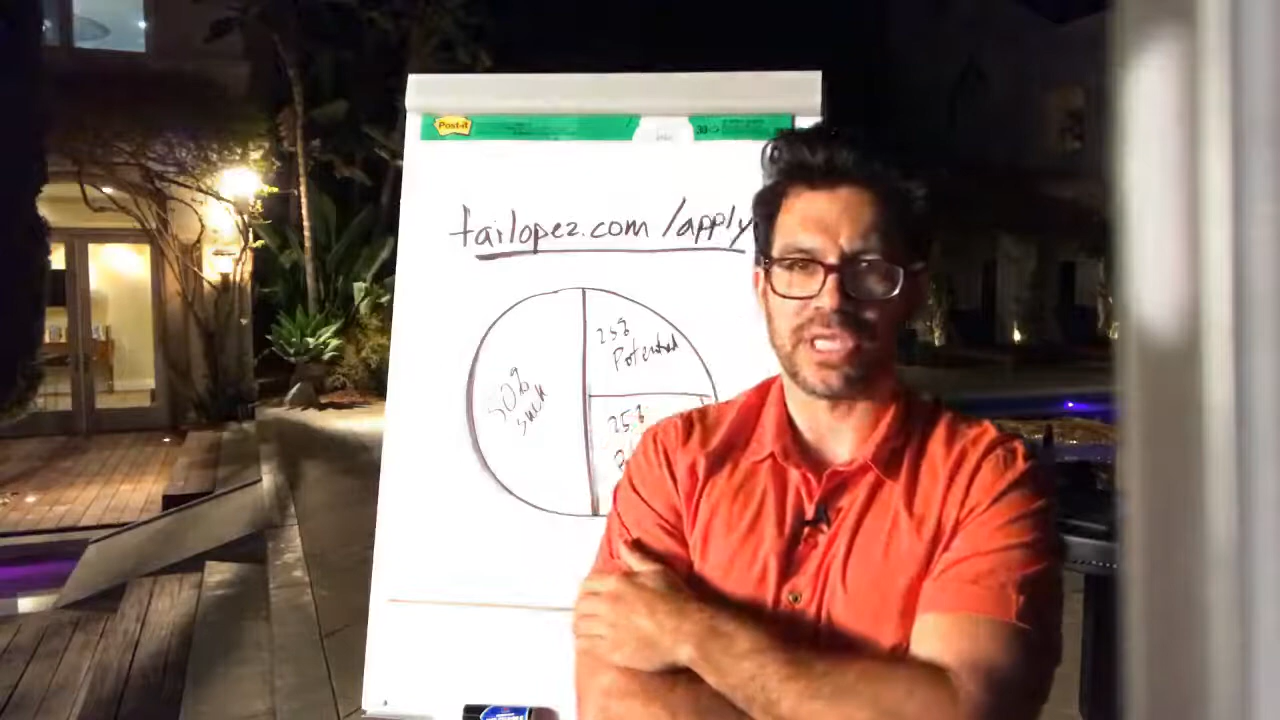 Post-it
tailopez.com/apply
25%
Potential
50%
suck
25%
P